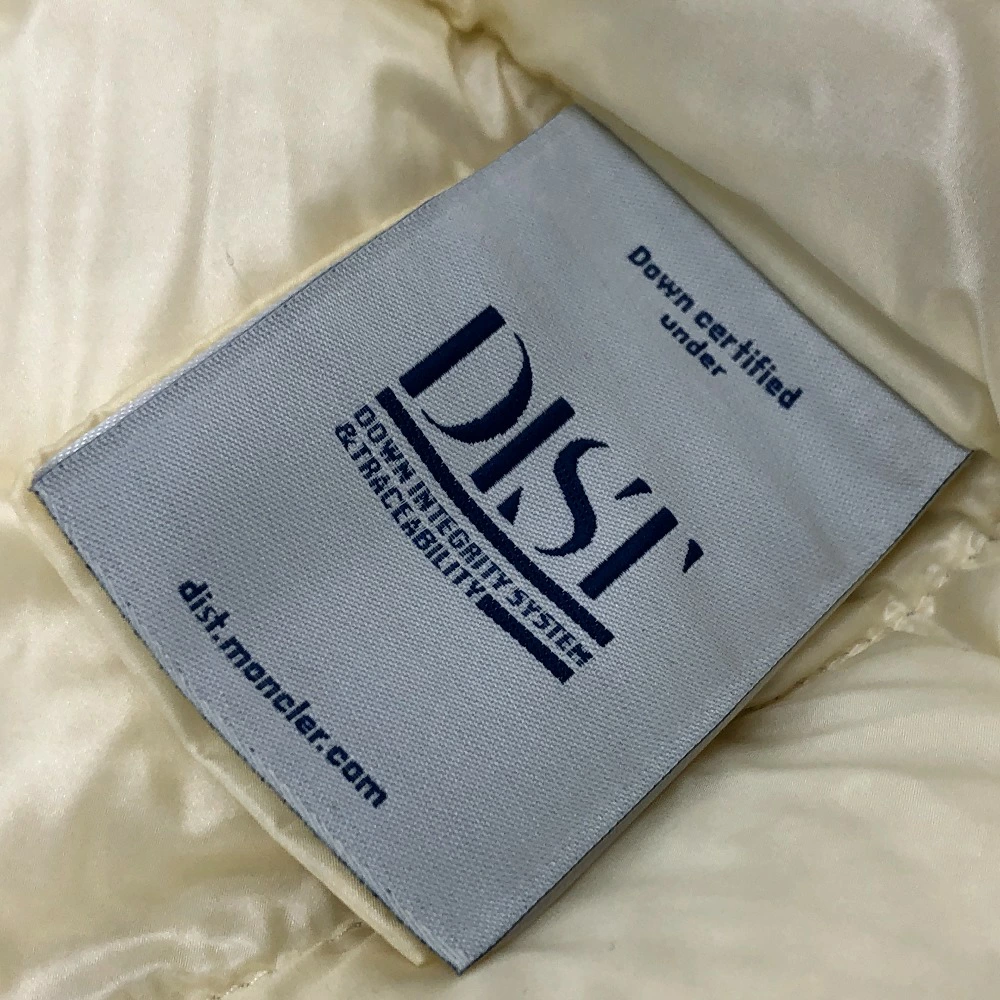 Down certified
under
DIST
DOWN INTEGRITY SYSTEM
&TRACEABILITY
dist.moncler.com